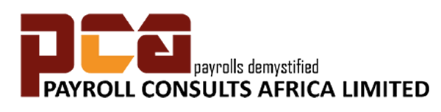 pca
payrolls demystified
PAYROLL CONSULTS AFRICA LIMITED